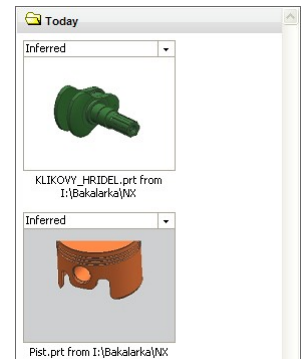 Today
Inferred
KLIKOVY_HRIDEL.prt from
I:\Bakalarka\NX
Inferred
Pist.prt from I:\Bakalarka\NX